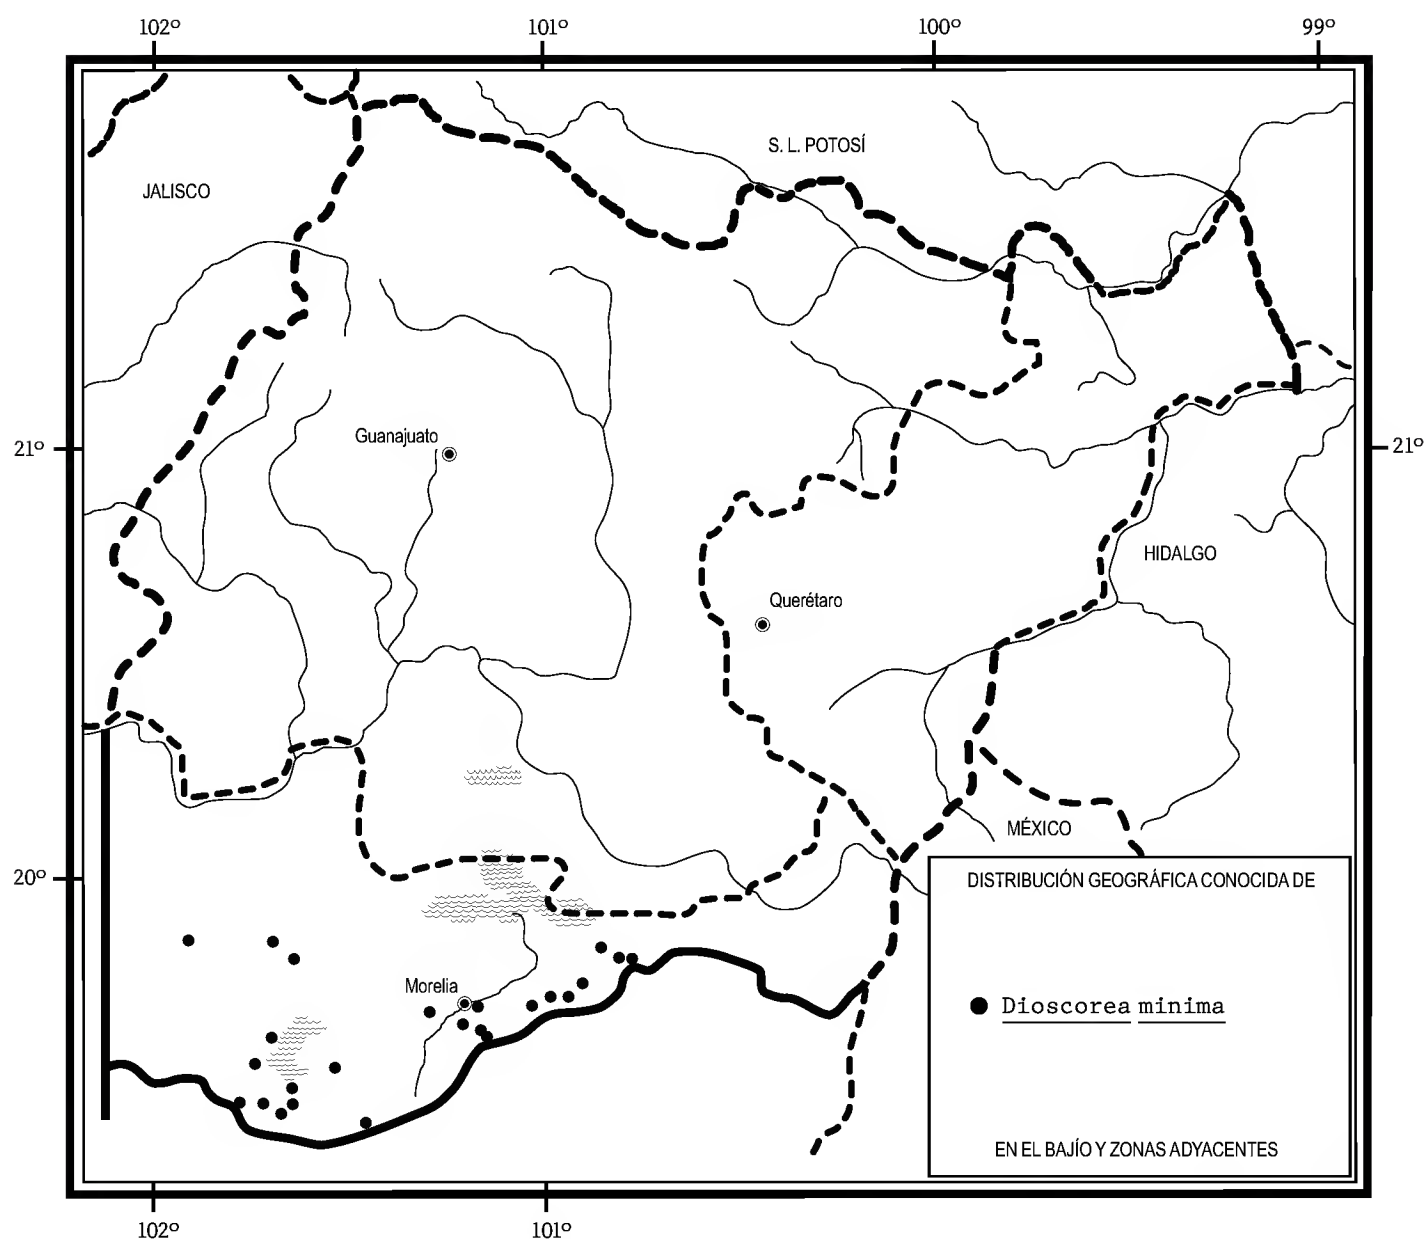 102º 101º 100º 99º
S. L. POTOSÍ
JALISCO
Guanajuato
21º 21º
HIDALGO
Querétaro
MÉXICO
20º
DISTRIBUCIÓN GEOGRÁFICA CONOCIDA DE
Morelia
Dioscorea minima
EN EL BAJÍO Y ZONAS ADYACENTES
102º 101º